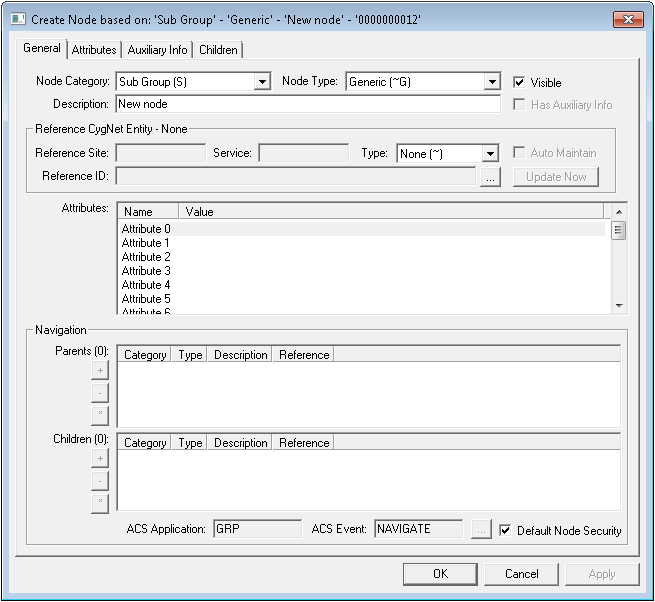 Create Node based on: 'Sub Group' - 'Generic' - 'New node' - '0000000012'
General Attributes Auxiliary Info Children
Node Category: Sub Group (S) Node Type: Generic (~G) Visible
Description: New node Has Auxiliary Info
Reference CygNet Entity - None
Reference Site: Service: Type: None (~) Auto Maintain
Reference ID: ... Update Now
Attributes: Name Value
Attribute 0
Attribute 1
Attribute 2
Attribute 3
Attribute 4
Attribute 5
Attribute 6
Navigation
Parents (0): Category Type Description Reference
+
-
*
Children (0): Category Type Description Reference
+
-
*
ACS Application: GRP ACS Event: NAVIGATE ... Default Node Security
OK Cancel Apply